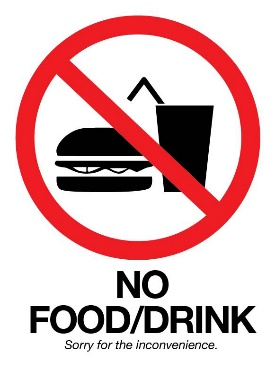 NO
FOOD/DRINK
Sorry for the inconvenience.